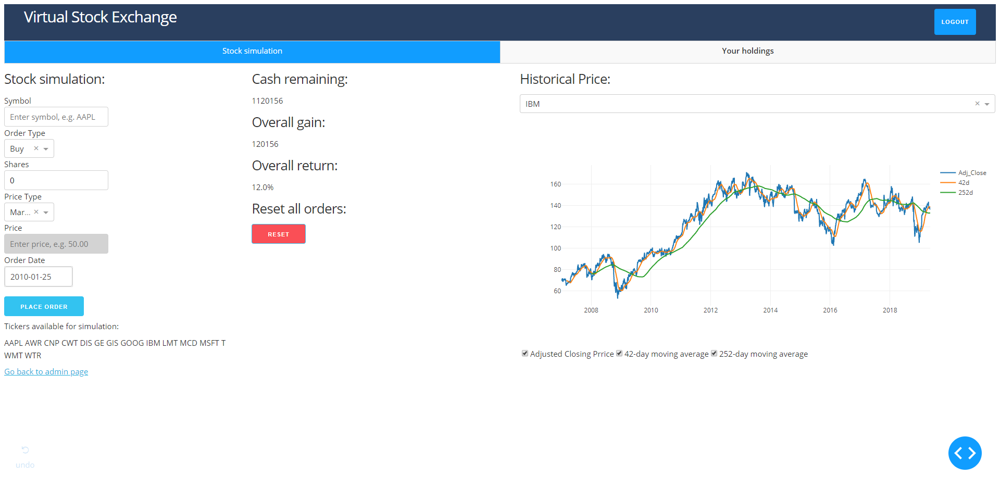 Virtual Stock Exchange
LOGOUT
Stock simulation
Your holdings
Stock simulation:
Symbol
Enter symbol, e.g. AAPL
Order Type
Buy × 
Shares
0
Price Type
Mar... ×
Price
Enter price, e.g. 50.00
Order Date
2010-01-25
PLACE ORDER
Tickers available for simulation:
AAPL AWR CNP CWT DIS GE GIS GOOG IBM LMT MCD MSFT T
WMT WTR
Go back to admin page
undo
Cash remaining:
1120156
Overall gain:
120156
Overall return:
12.0%
Reset all orders:
RESET
Historical Price:
IBM ×
160
140
120
100
80
60
2008 2010 2012 2014 2016 2018
Adj_Close
42d
252d
Adjusted Closing Prrice 42-day moving average 252-day moving average